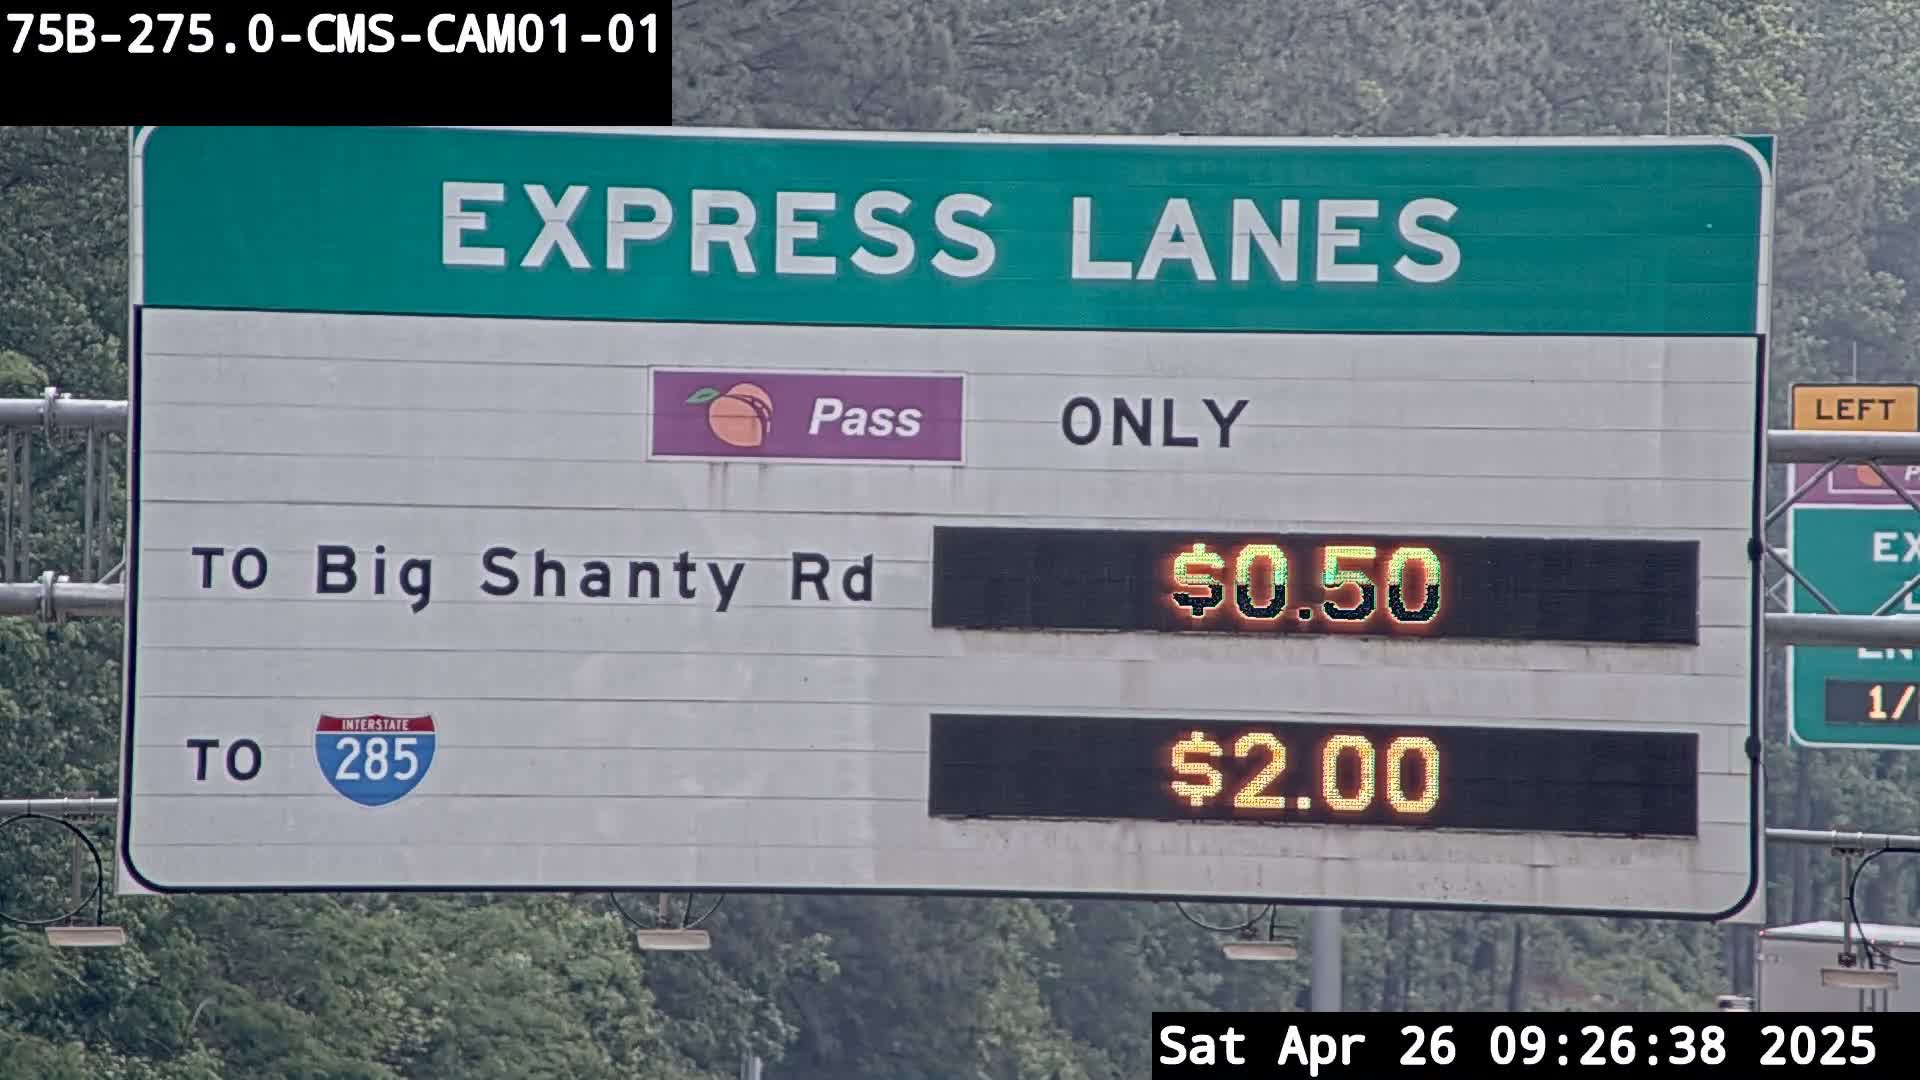 75B-275.0-CMS-CAM01-01
EXPRESS LANES
Pass ONLY
TO Big Shanty Rd $0.50
TO INTERSTATE 285 $2.00
LEFT
1/
Sat Apr 26 09:26:38 2025